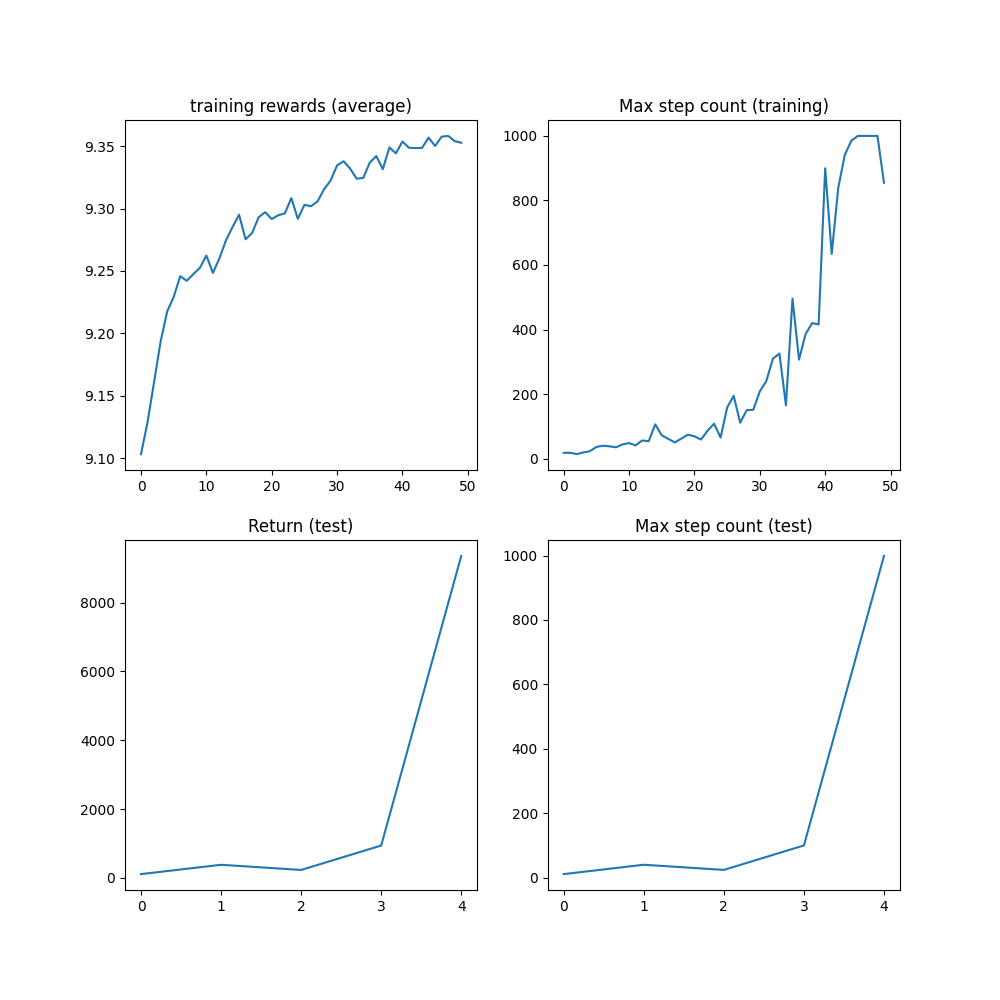 training rewards (average)
9.35
9.30
9.25
9.20
9.15
9.10
0 10 20 30 40 50
Max step count (training)
1000
800
600
400
200
0
0 10 20 30 40 50
Return (test)
8000
6000
4000
2000
0
0 1 2 3 4
Max step count (test)
1000
800
600
400
200
0
0 1 2 3 4